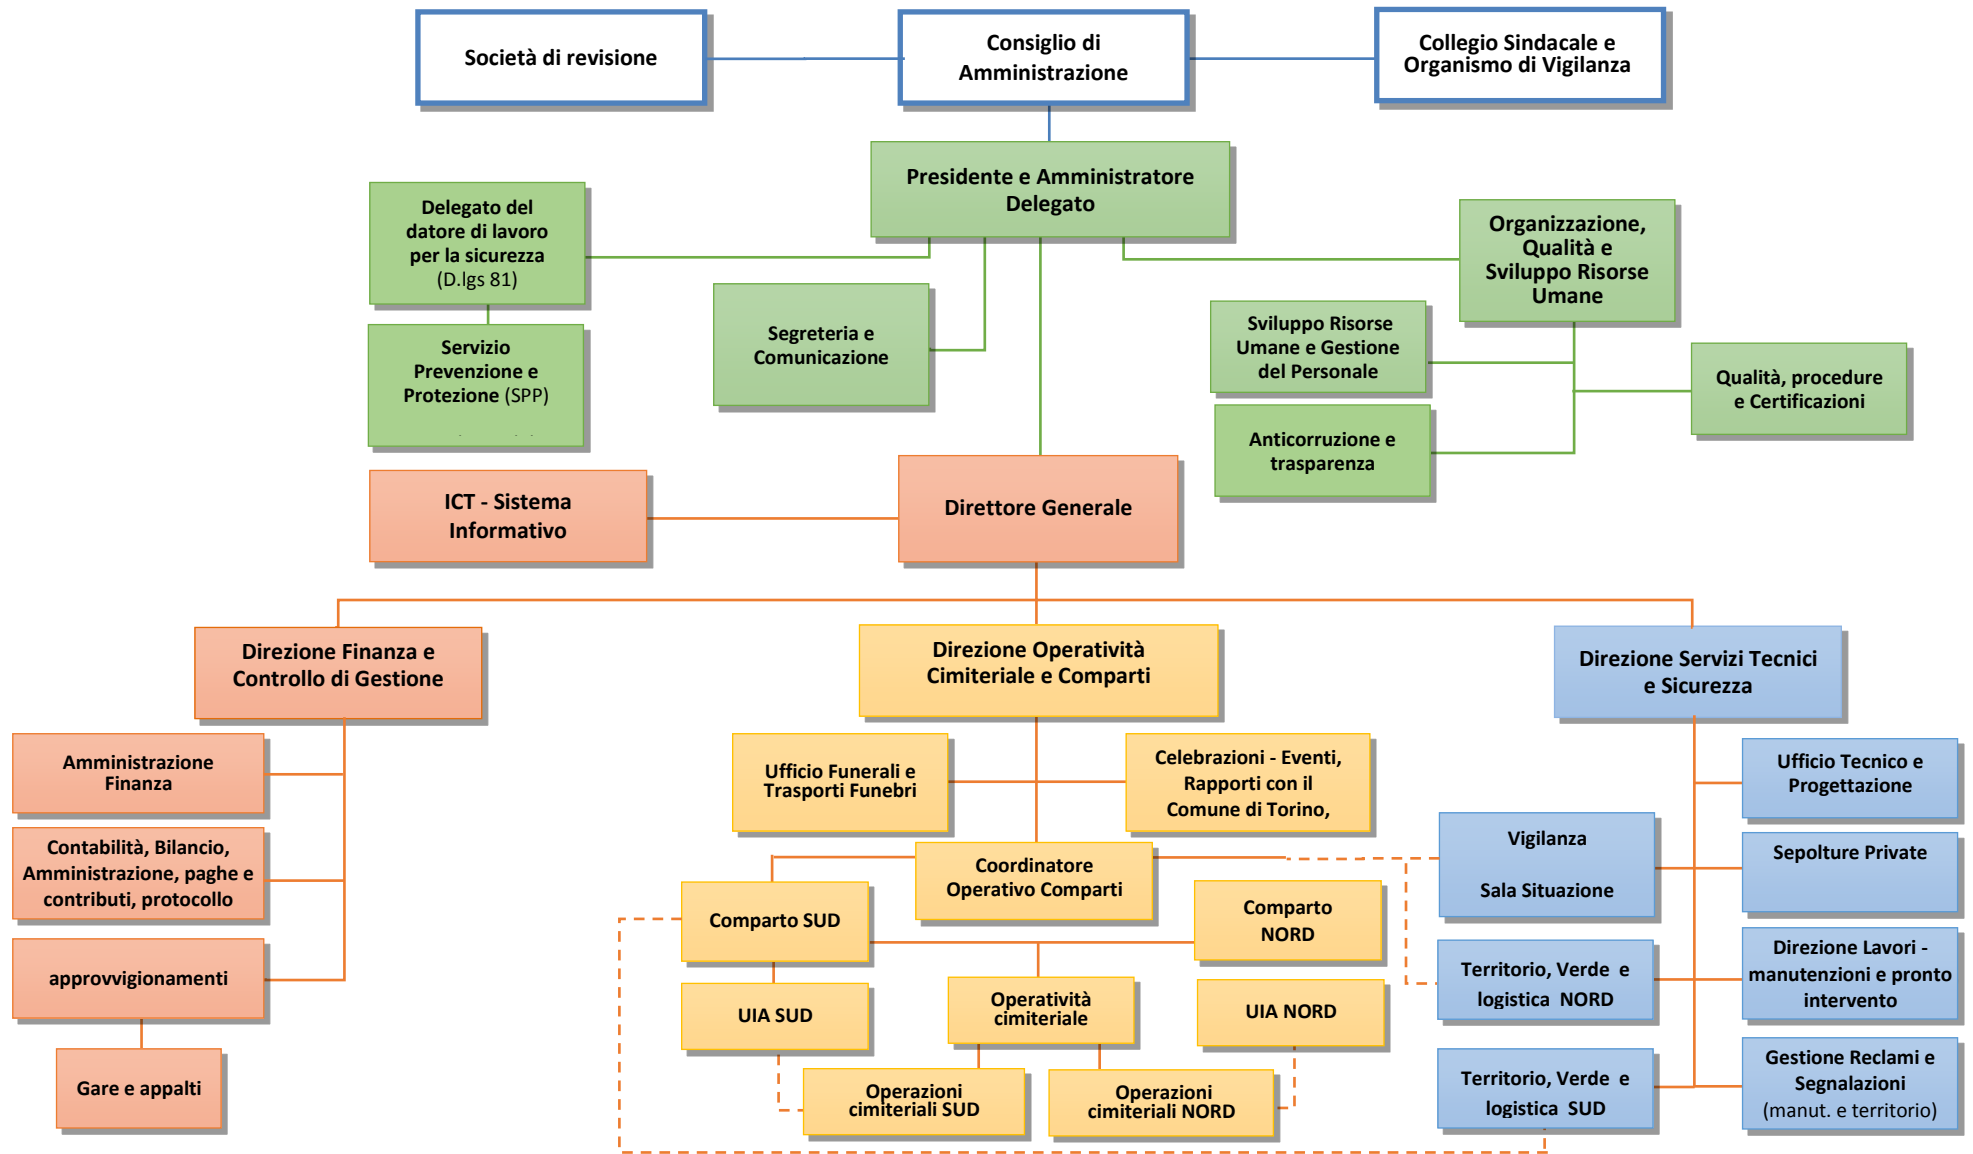 Società di revisione
Consiglio di
Amministrazione
Collegio Sindacale e
Organismo di Vigilanza
Presidente e Amministratore
Delegato
Delegato del
datore di lavoro
per la sicurezza
(D.lgs 81)
Organizzazione,
Qualità e
Sviluppo Risorse
Umane
Servizio
Prevenzione e
Protezione (SPP)
Segreteria e
Comunicazione
Sviluppo Risorse
Umane e Gestione
del Personale
Qualità, procedure
e Certificazioni
Anticorruzione e
trasparenza
ICT - Sistema
Informativo
Direttore Generale
Direzione Finanza e
Controllo di Gestione
Direzione Operatività
Cimiteriale e Comparti
Direzione Servizi Tecnici
e Sicurezza
Amministrazione
Finanza
Contabilità, Bilancio,
Amministrazione, paghe e
contributi, protocollo
approvvigionamenti
Gare e appalti
Ufficio Funerali e
Trasporti Funebri
Celebrazioni - Eventi,
Rapporti con il
Comune di Torino,
Coordinatore
Operativo Comparti
Comparto SUD
Comparto
NORD
UIA SUD
Operatività
cimiteriale
UIA NORD
Operazioni
cimiteriali SUD
Operazioni
cimiteriali NORD
Vigilanza
Sala Situazione
Territorio, Verde e
logistica NORD
Territorio, Verde e
logistica SUD
Ufficio Tecnico e
Progettazione
Sepolture Private
Direzione Lavori -
manutenzioni e pronto
intervento
Gestione Reclami e
Segnalazioni
(manut. e territorio)